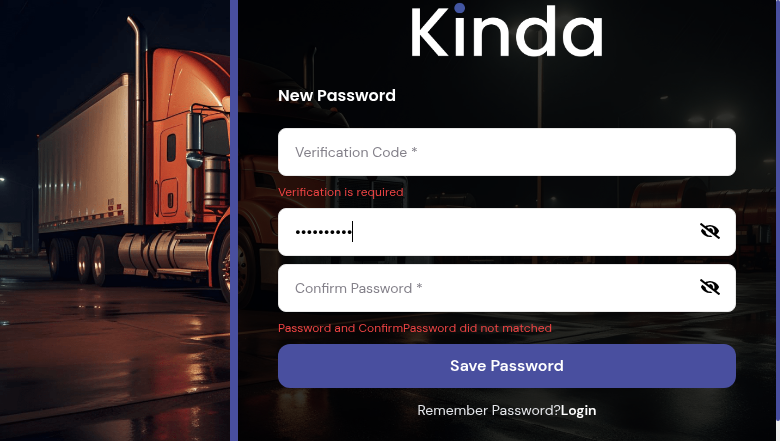 Kinda
New Password
Verification Code *
Verification is required
••••••••••
Confirm Password *
Password and ConfirmPassword did not matched
Save Password
Remember Password?Login